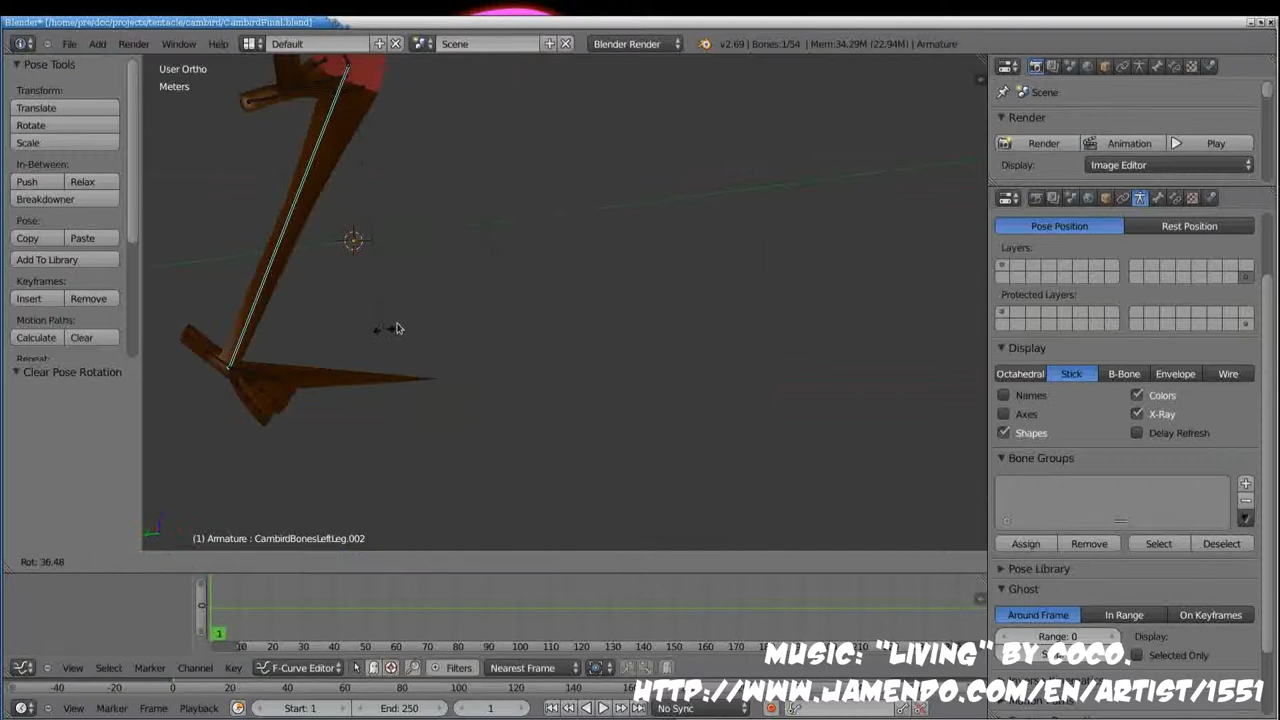 Blender* [/home/pre/doc/projects/tentacle/cambird/CambirdFinal.blend]
File Add Render Window Help Default Scene Blender Render v2.69 | Bones:1/54 | Mem:34.29M (22.94M) | Armature
Pose Tools
Transform:
Translate
Rotate
Scale
In-Between:
Push Relax
Breakdowner
Pose:
Copy Paste
Add To Library
Keyframes:
Insert Remove
Motion Paths:
Calculate Clear
Repeat:
Clear Pose Rotation
User Ortho
Meters
(1) Armature : CambirdBonesLeftLeg.002
Rot: 36.48
Scene
Render
Render Animation Play
Display: Image Editor
Pose Position Rest Position
Layers:
Protected Layers:
Display
Octahedral Stick B-Bone Envelope Wire
Names Colors
Axes X-Ray
Shapes Delay Refresh
Bone Groups
Assign Remove Select Deselect
Pose Library
Ghost
Around Frame In Range On Keyframes
Range: 0 Display:
Selected Only
1
10 20 30 40 50 60 70 80 90 100 110 120 130 140 150 160 170 180 190 200 210 220 230 240 250
View Select Marker Channel Key F-Curve Editor Filters Nearest Frame
-40 -20 0 20 40 60 80 100 120 140 160
View Marker Frame Playback Start: 1 End: 250 1 No Sync
MUSIC: "LIVING" BY COCO.
HTTP://WWW.JAMENDO.COM/EN/ARTIST/1551